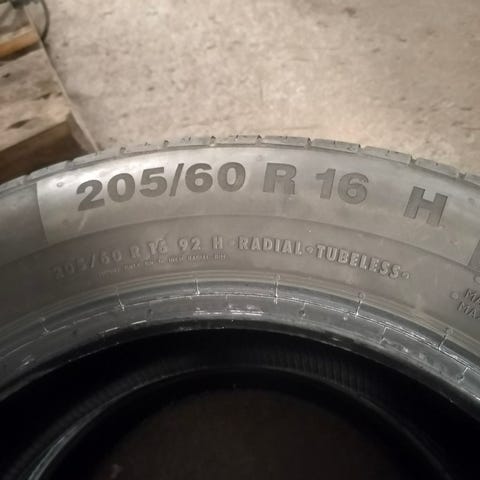 205/60 R 16 H
205/60 R 16 92 H · RADIAL · TUBELESS ·